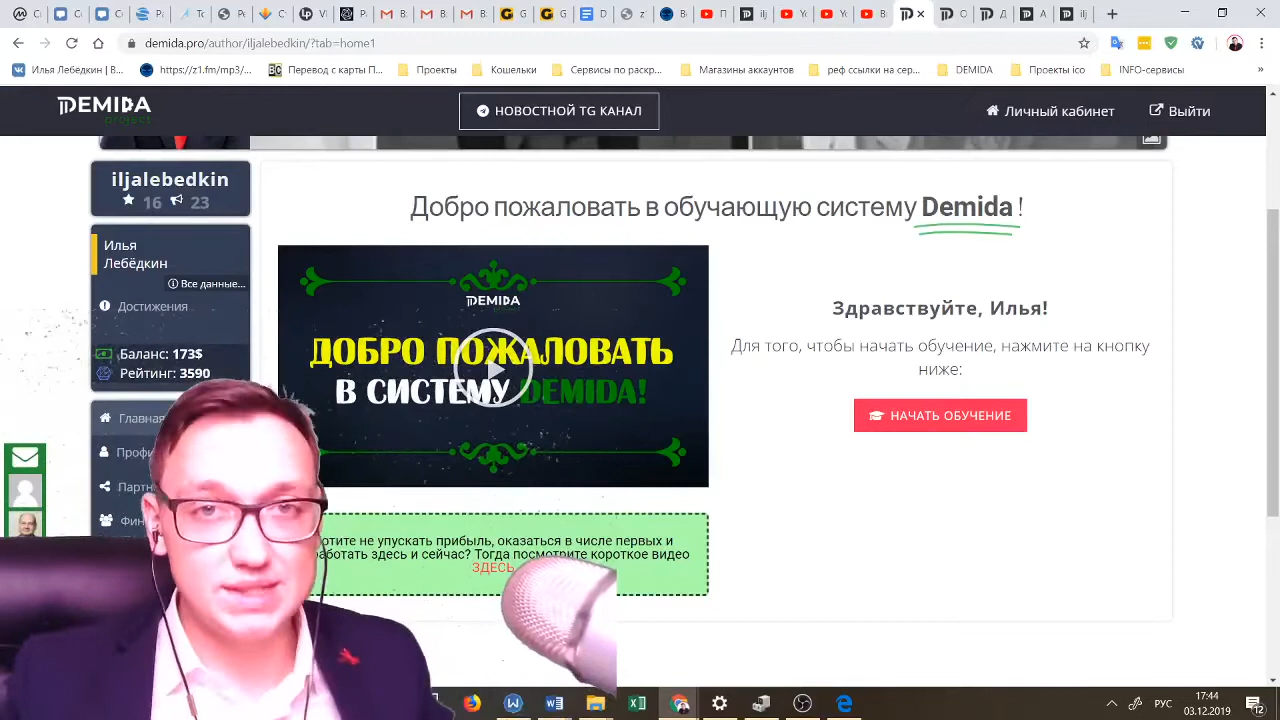 demida.pro/author/iljalebedkin/?tab=home1
Илья Лебёдкин | В...
https://z1.fm/mp3/...
Перевод с карты П...
Проекты
Кошельки
Сервисы по раскр...
Магазины аккаунтов
реф ссылки на сер...
DEMIDA
Проекты ico
INFO-сервисы
»
DEMIDA
project
НОВОСТНОЙ TG КАНАЛ
Личный кабинет
Выйти
iljalebedkin
16 23
Илья
Лебёдкин
Все данные...
Достижения
Баланс: 173$
Рейтинг: 3590
Главная
Добро пожаловать в обучающую систему Demida !
DEMIDA
ДОБРО ПОЖАЛОВАТЬ
В СИСТЕМУ DEMIDA!
Здравствуйте, Илья!
Для того, чтобы начать обучение, нажмите на кнопку
ниже:
НАЧАТЬ ОБУЧЕНИЕ
не упускать прибыль, оказаться в числе первых и
здесь и сейчас? Тогда посмотрите короткое видео
ЗДЕСЬ
РУС
17:44
03.12.2019
12